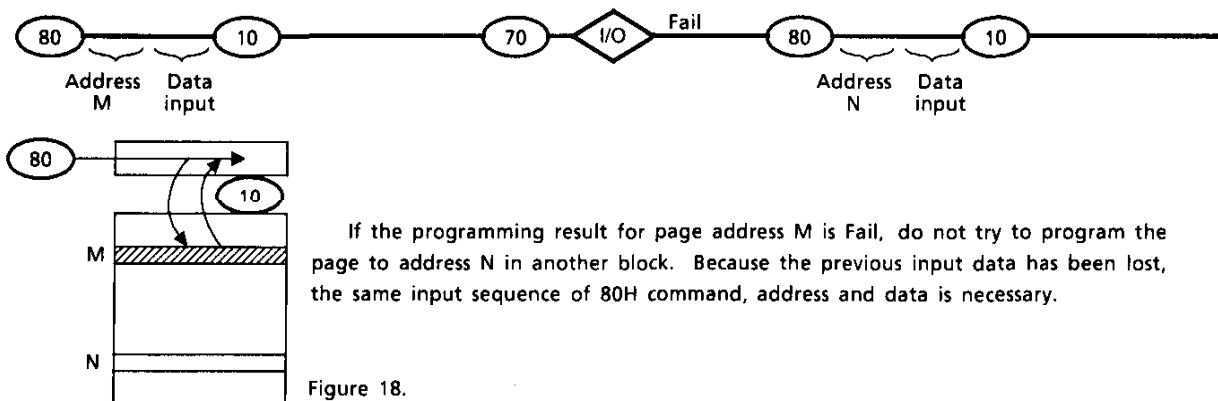 80 10 70 I/O Fail 80 10
Address Data Address Data
M input N input
80
10
If the programming result for page address M is Fail, do not try to program the
M page to address N in another block. Because the previous input data has been lost,
the same input sequence of 80H command, address and data is necessary.
N
Figure 18.